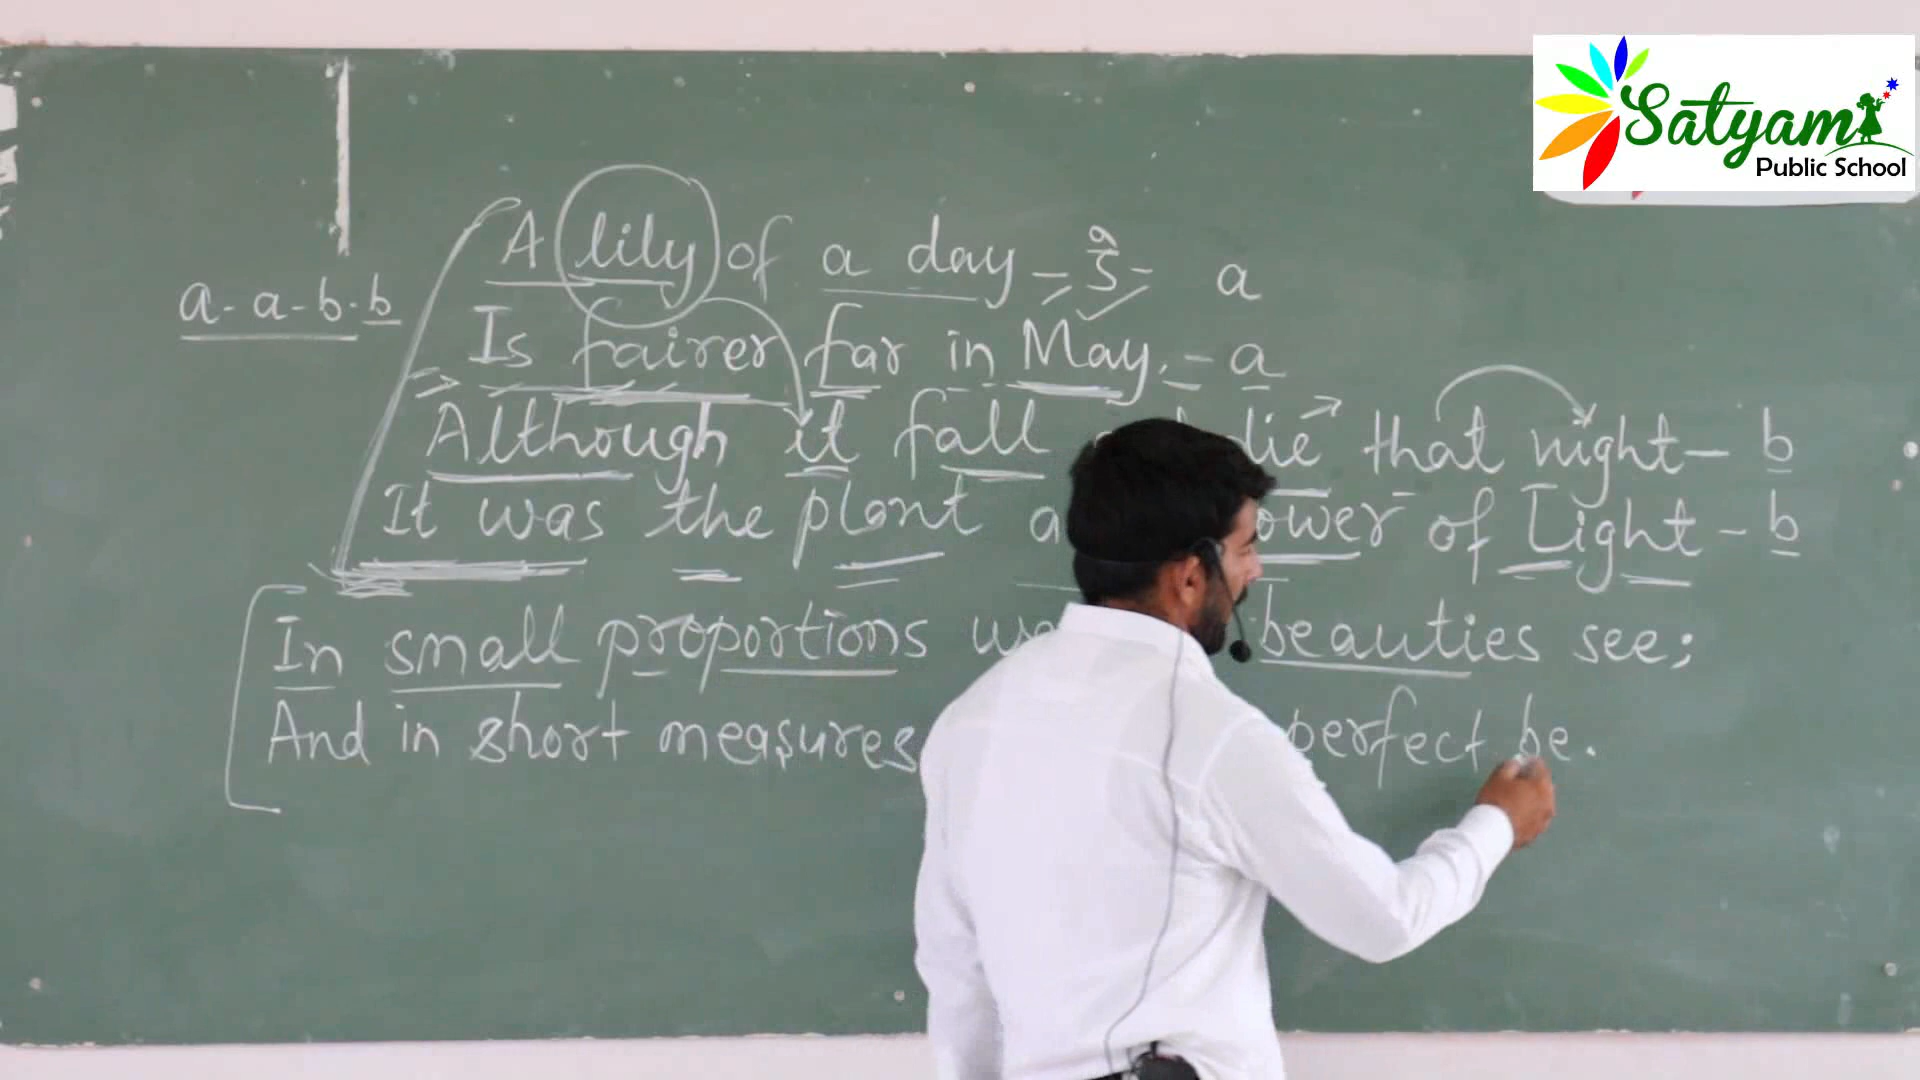 Satyam
Public School
A lily of a day - 5 - a
a
a-a-b-b
Is fairer far in May. - a
Although it fall die that night - b
It was the plant ower of Light - b
In small proportions beauties see;
And in short measures perfect be.